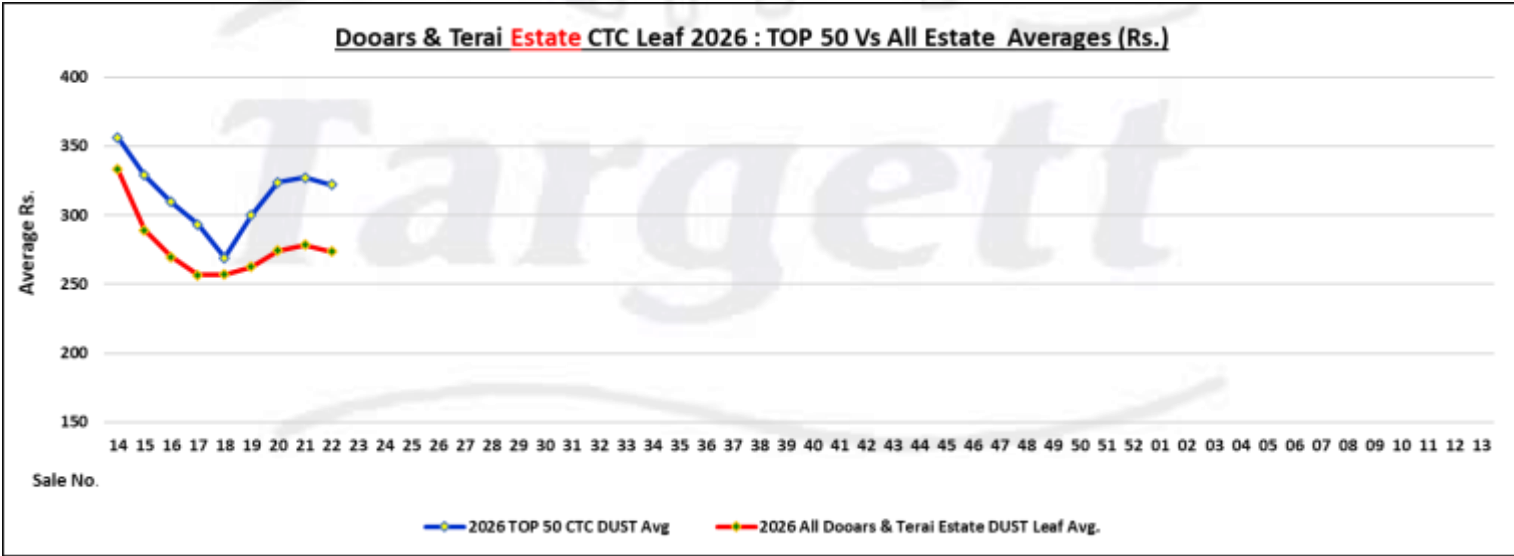 Dooars & Terai Estate CTC Leaf 2026 : TOP 50 Vs All Estate Averages (Rs.)
400
350
300
250
200
150
Average Rs.
Targett
14 15 16 17 18 19 20 21 22 23 24 25 26 27 28 29 30 31 32 33 34 35 36 37 38 39 40 41 42 43 44 45 46 47 48 49 50 51 52 01 02 03 04 05 06 07 08 09 10 11 12 13
Sale No.
2026 TOP 50 CTC DUST Avg
2026 All Dooars & Terai Estate DUST Leaf Avg.